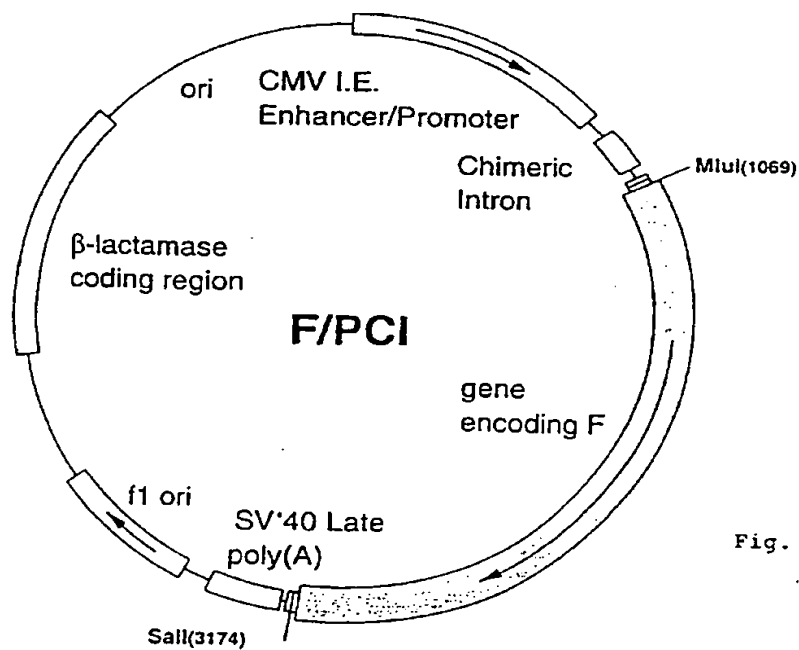 ori
CMV I.E.
Enhancer/Promoter
Chimeric
Intron
MluI(1069)
β-lactamase
coding region
F/PCI
gene
encoding F
f1 ori
SV'40 Late
poly(A)
Fig.
SalI(3174)